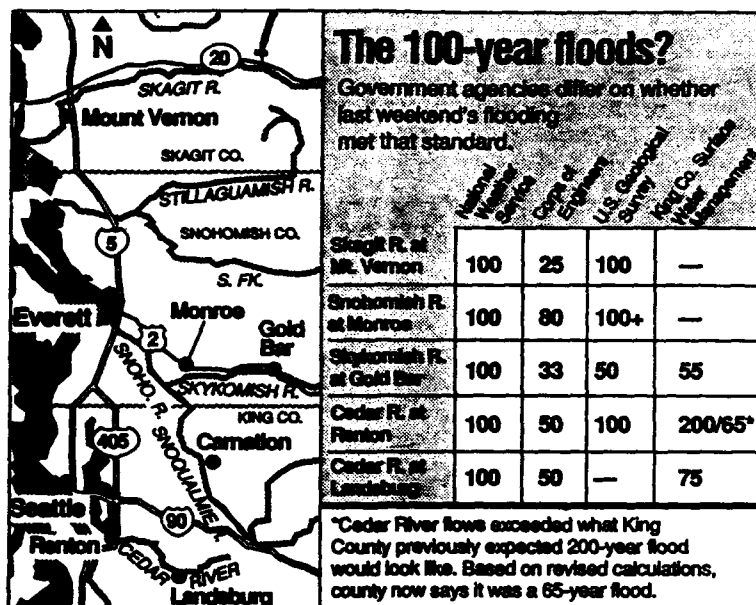 N
20
SKAGIT R.
Mount Vernon
SKAGIT CO.
STILLAGUAMISH R.
5
SNOHOMISH CO.
S. FK.
Everett
2
Monroe
Gold
Bar
SNOHO. R.
SKYKOMISH R.
KING CO.
405
Carnation
SNOQUALMIE R.
Seattle
90
Renton
CEDAR RIVER
Landsburg
The 100-year floods?
Government agencies differ on whether
last weekend's flooding
met that standard.
National Weather Service
Corps of Engineers
U.S. Geological Survey
King Co. Surface Water Management
Skagit R. at
Mt. Vernon 100 25 100 —
Snohomish R.
at Monroe 100 80 100+ —
Skykomish R.
at Gold Bar 100 33 50 55
Cedar R. at
Renton 100 50 100 200/65*
Cedar R. at
Landsburg 100 50 — 75
*Cedar River flows exceeded what King
County previously expected 200-year flood
would look like. Based on revised calculations,
county now says it was a 65-year flood.